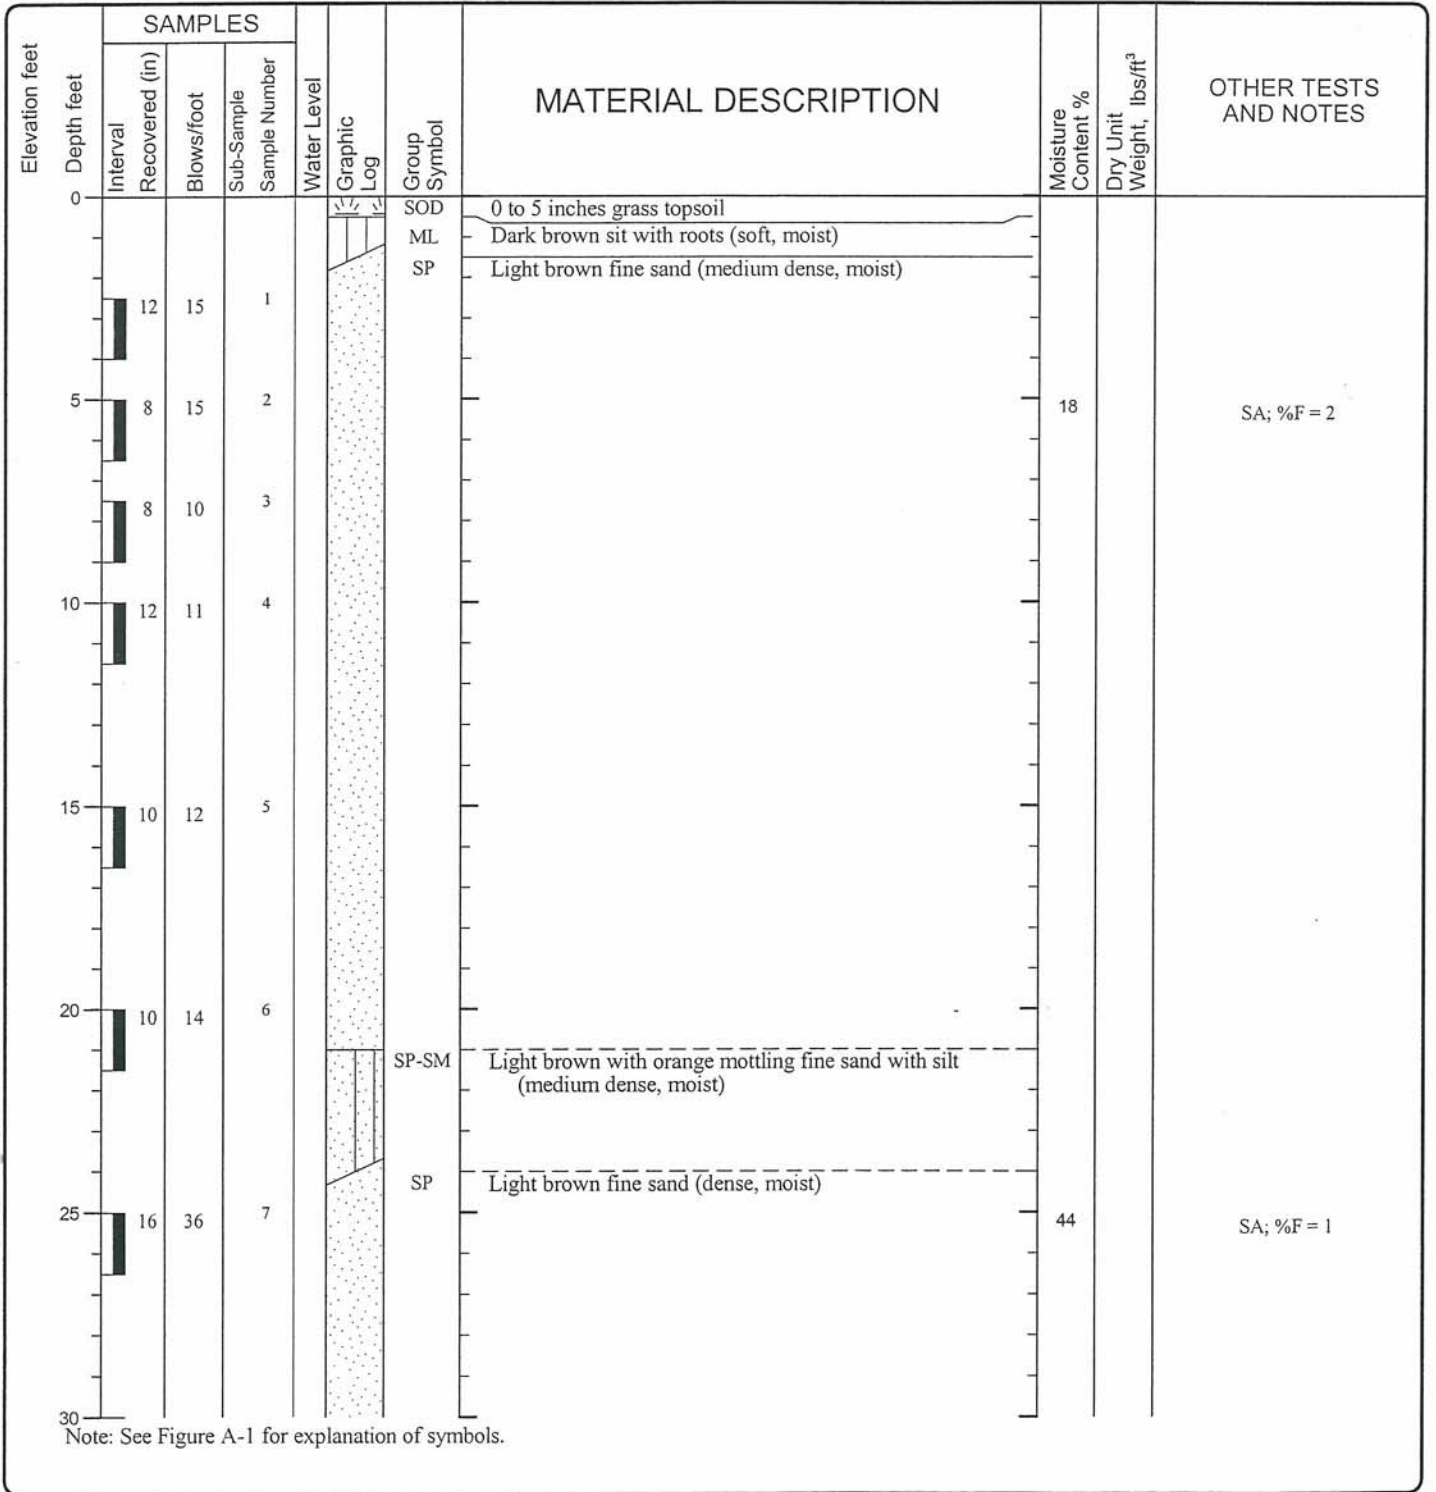 SAMPLES
Elevation feet
Depth feet
Interval
Recovered (in)
Blows/foot
Sub-Sample
Sample Number
Water Level
Graphic
Log
Group
Symbol
MATERIAL DESCRIPTION
Moisture
Content %
Dry Unit
Weight, lbs/ft³
OTHER TESTS
AND NOTES
0
SOD 0 to 5 inches grass topsoil
ML Dark brown sit with roots (soft, moist)
SP Light brown fine sand (medium dense, moist)
12 15 1
5 8 15 2 18 SA; %F = 2
8 10 3
10 12 11 4
15 10 12 5
20 10 14 6
SP-SM Light brown with orange mottling fine sand with silt
(medium dense, moist)
SP Light brown fine sand (dense, moist)
25 16 36 7 44 SA; %F = 1
30
Note: See Figure A-1 for explanation of symbols.